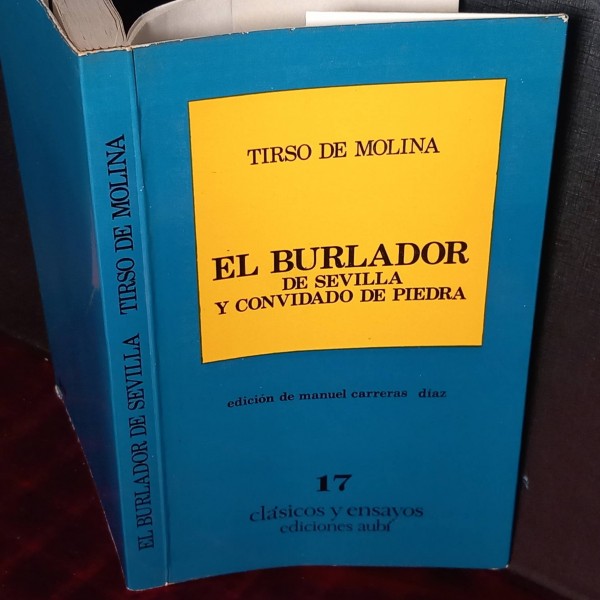 EL BURLADOR DE SEVILLA TIRSO DE MOLINA
TIRSO DE MOLINA
EL BURLADOR
DE SEVILLA
Y CONVIDADO DE PIEDRA
edición de manuel carreras díaz
17
clásicos y ensayos
ediciones aubí